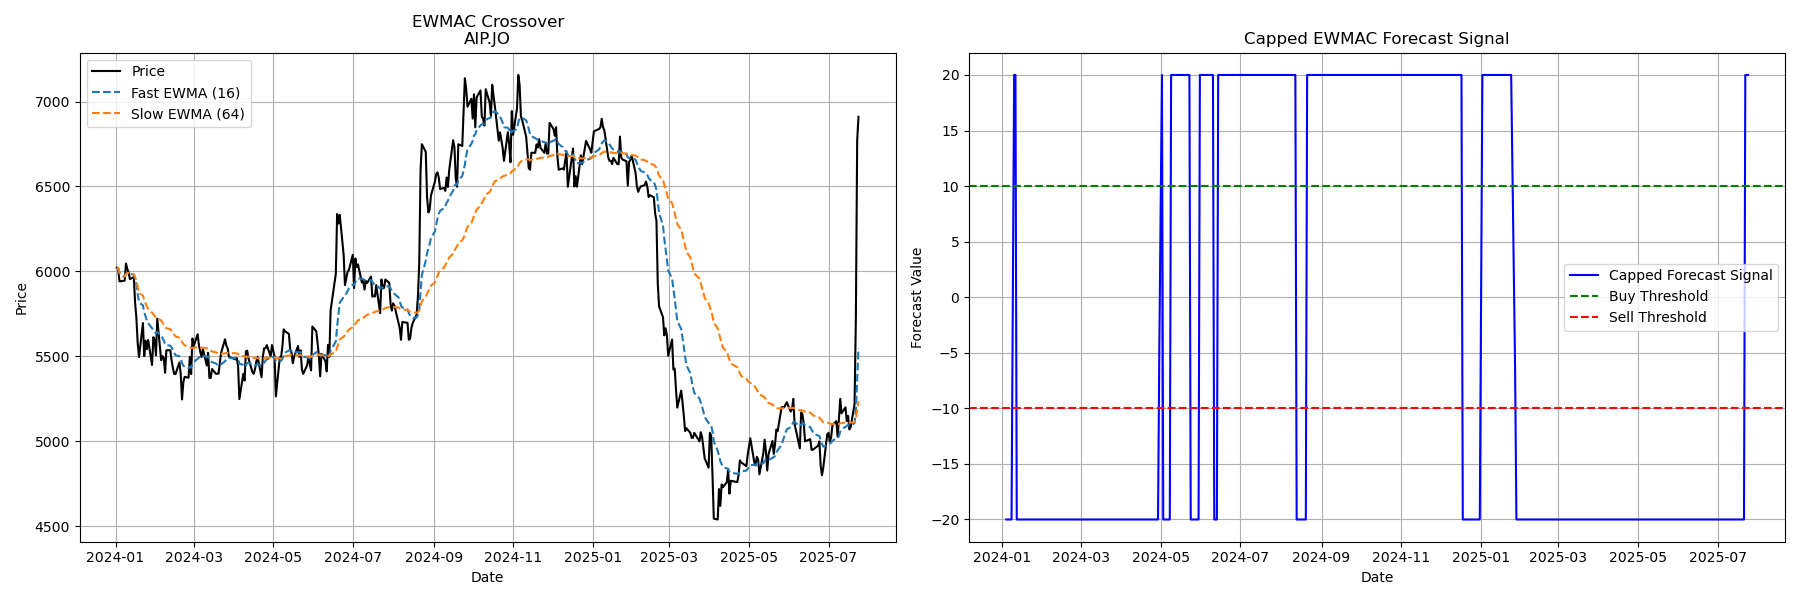 EWMAC Crossover
AIP.JO
Price
Fast EWMA (16)
Slow EWMA (64)
7000
6500
6000
5500
5000
4500
Price
2024-01 2024-03 2024-05 2024-07 2024-09 2024-11 2025-01 2025-03 2025-05 2025-07
Date
Capped EWMAC Forecast Signal
20
15
10
5
0
−5
−10
−15
−20
Forecast Value
Capped Forecast Signal
Buy Threshold
Sell Threshold
2024-01 2024-03 2024-05 2024-07 2024-09 2024-11 2025-01 2025-03 2025-05 2025-07
Date